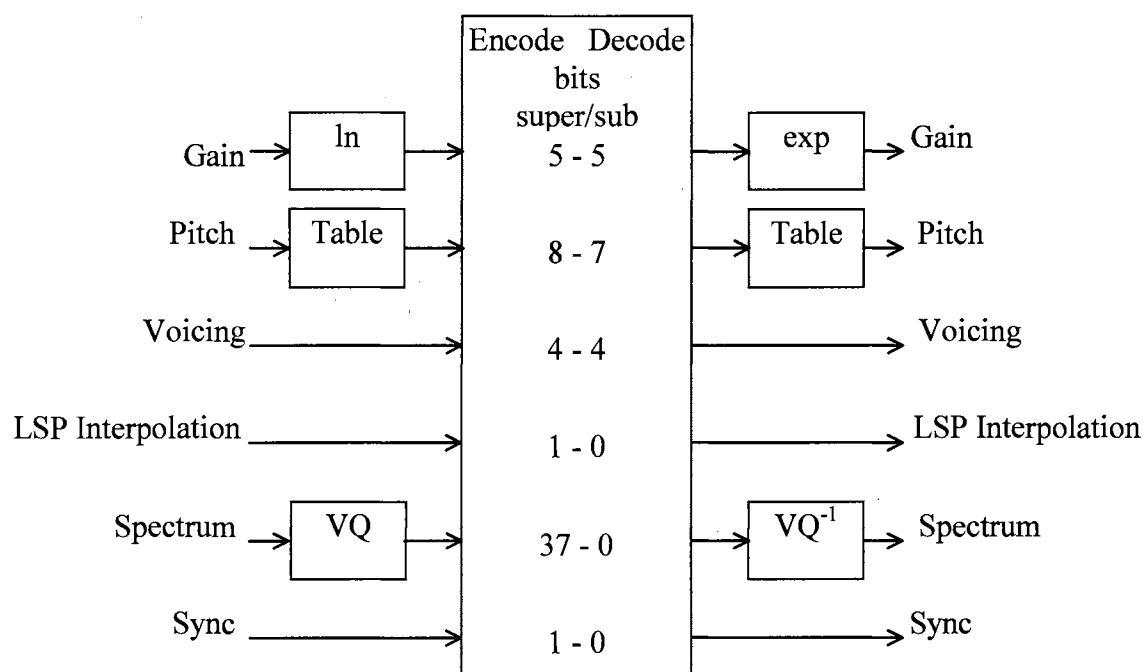 Encode Decode
bits
super/sub
Gain ln 5 - 5 exp Gain
Pitch Table 8 - 7 Table Pitch
Voicing 4 - 4 Voicing
LSP Interpolation 1 - 0 LSP Interpolation
Spectrum VQ 37 - 0 VQ⁻¹ Spectrum
Sync 1 - 0 Sync